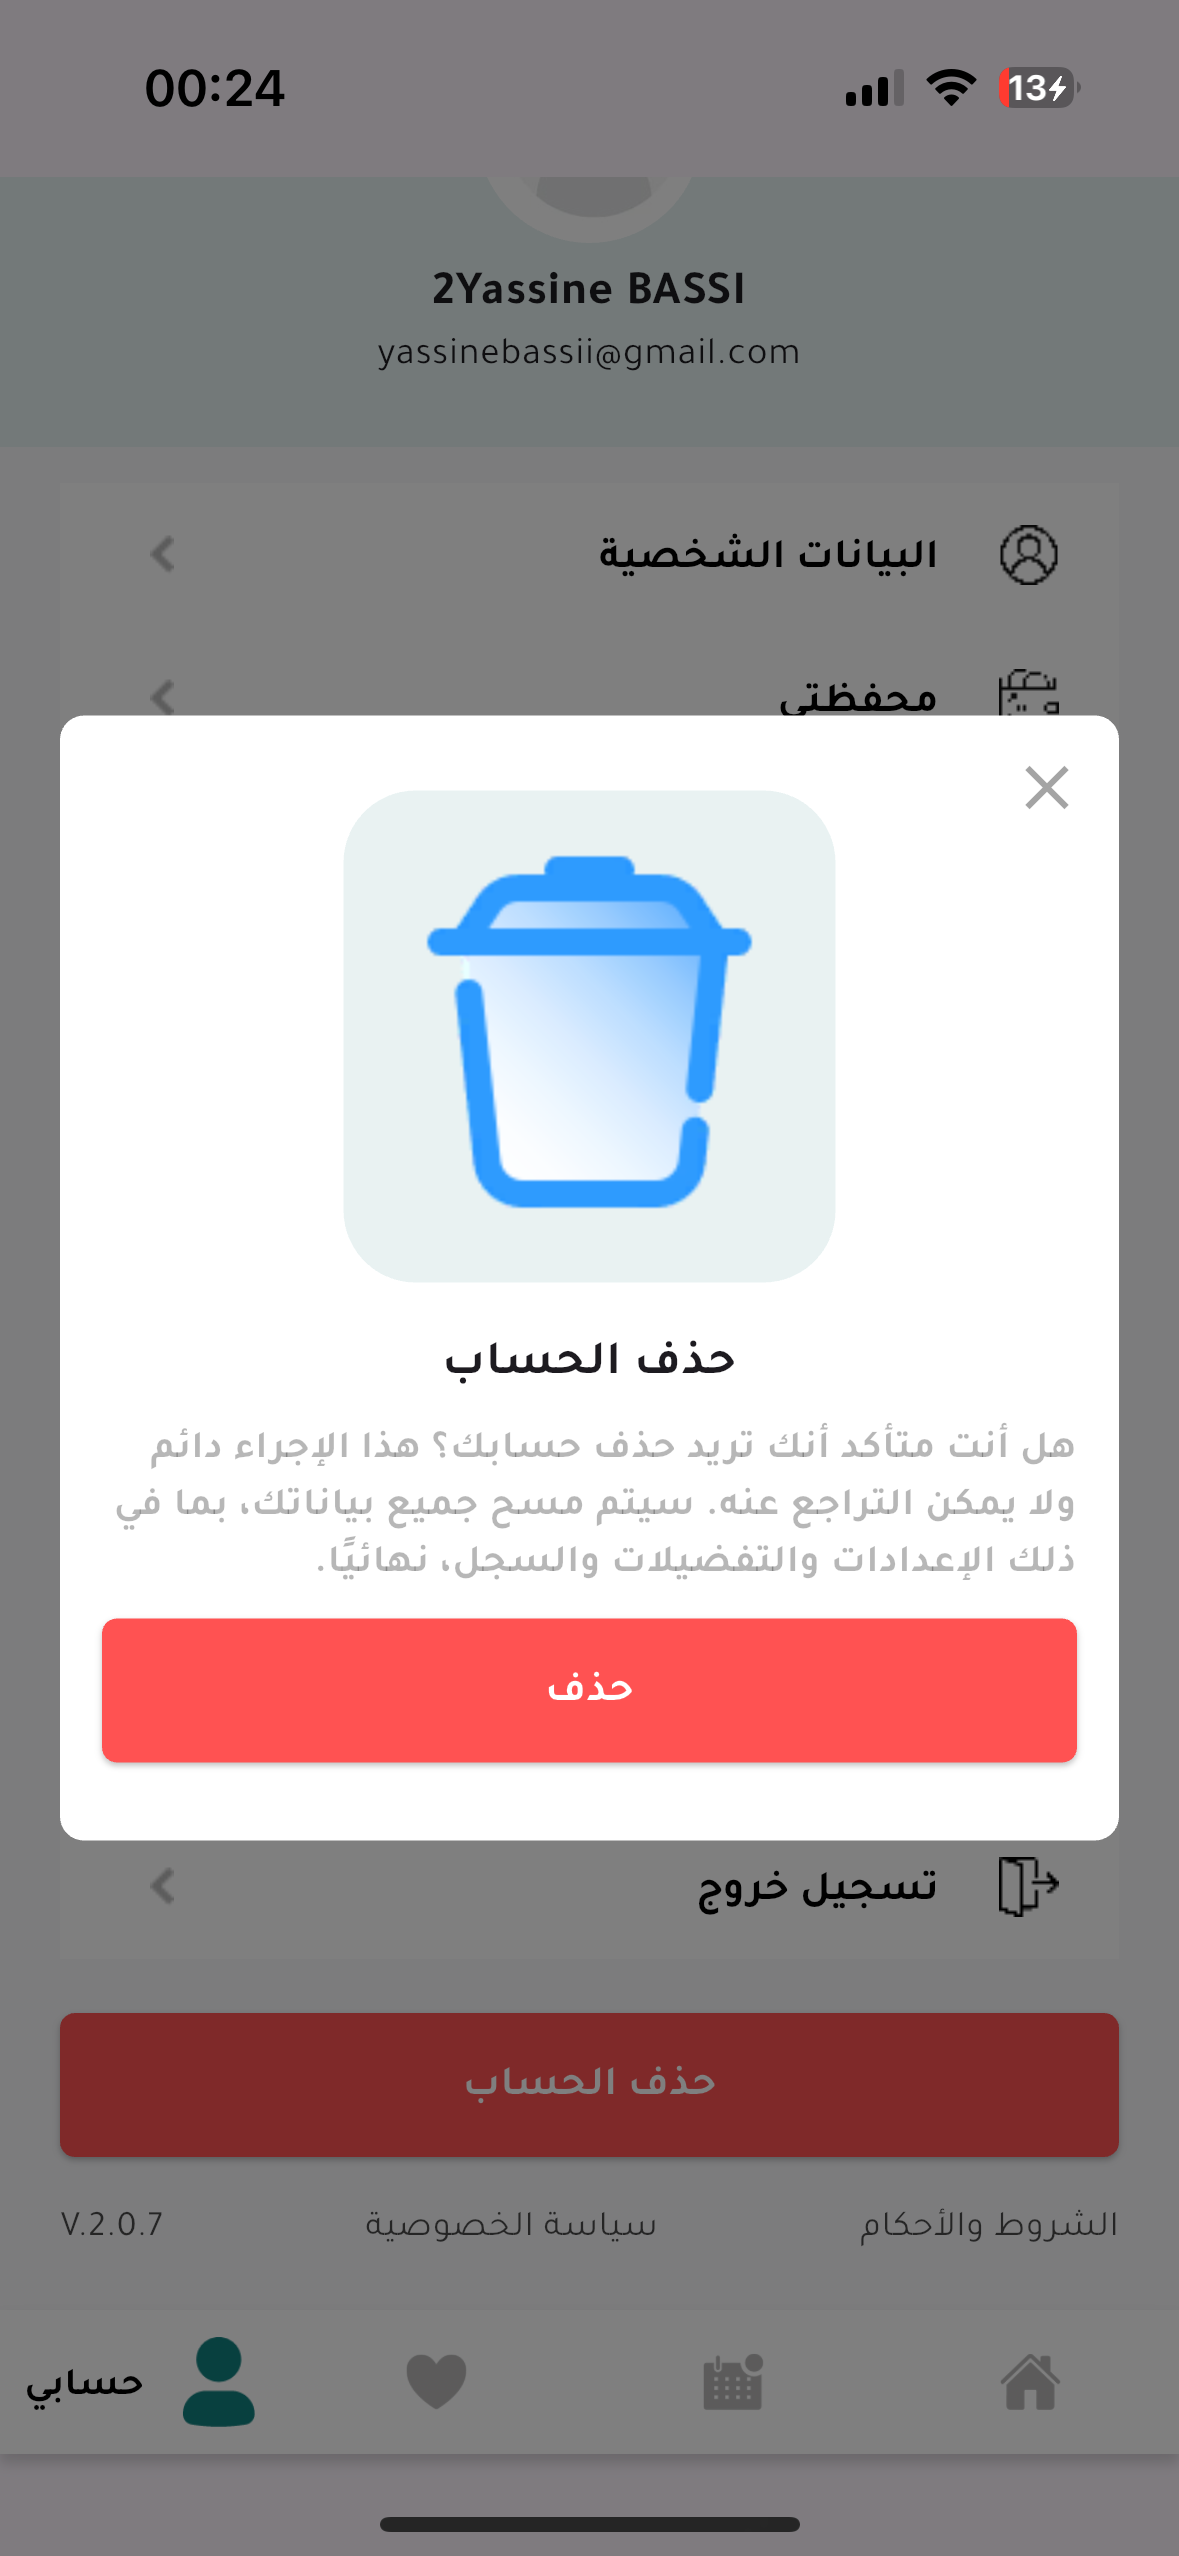 00:24
13
2Yassine BASSI
yassinebassii@gmail.com
البيانات الشخصية
محفظتي
حذف الحساب
هل أنت متأكد أنك تريد حذف حسابك؟ هذا الإجراء دائم
ولا يمكن التراجع عنه. سيتم مسح جميع بياناتك، بما في
ذلك الإعدادات والتفضيلات والسجل، نهائيًا.
حذف
تسجيل خروج
حذف الحساب
الشروط والأحكام
سياسة الخصوصية
V.2.0.7
حسابي